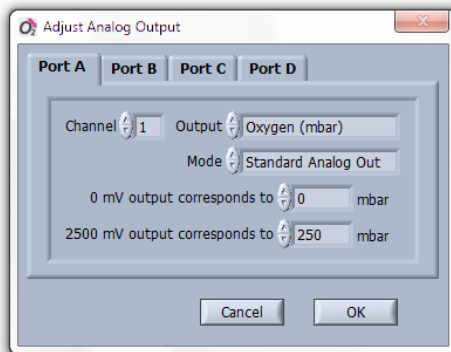 O2 Adjust Analog Output
Port A Port B Port C Port D
Channel 1 Output Oxygen (mbar)
Mode Standard Analog Out
0 mV output corresponds to 0 mbar
2500 mV output corresponds to 250 mbar
Cancel OK